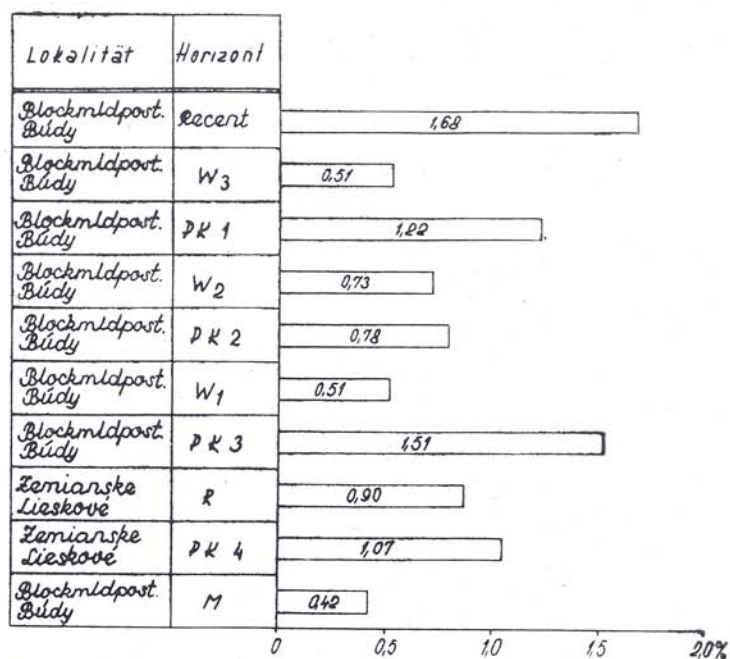 Lokalität Horizont
Blockmldpost.
Búdy
Recent
1,68
Blockmldpost.
Búdy
W3
0,51
Blockmldpost.
Búdy
PK 1
1,22
Blockmldpost.
Búdy
W2
0,73
Blockmldpost.
Búdy
PK 2
0,78
Blockmldpost.
Búdy
W1
0,51
Blockmldpost.
Búdy
PK 3
1,51
Zemianske
Lieskové
R
0,90
Zemianske
Lieskové
PK 4
1,07
Blockmldpost.
Búdy
M
0,42
0 0,5 1,0 1,5 2,0%